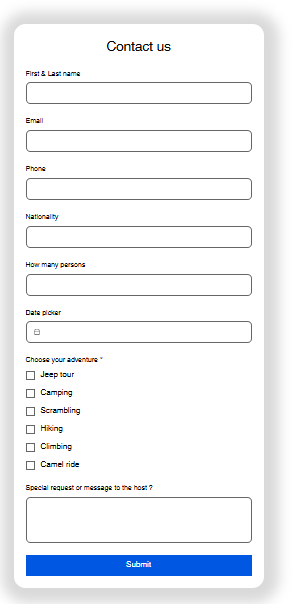 Contact us
First & Last name
Email
Phone
Nationality
How many persons
Date picker
Choose your adventure *
Jeep tour
Camping
Scrambling
Hiking
Climbing
Camel ride
Special request or message to the host ?
Submit